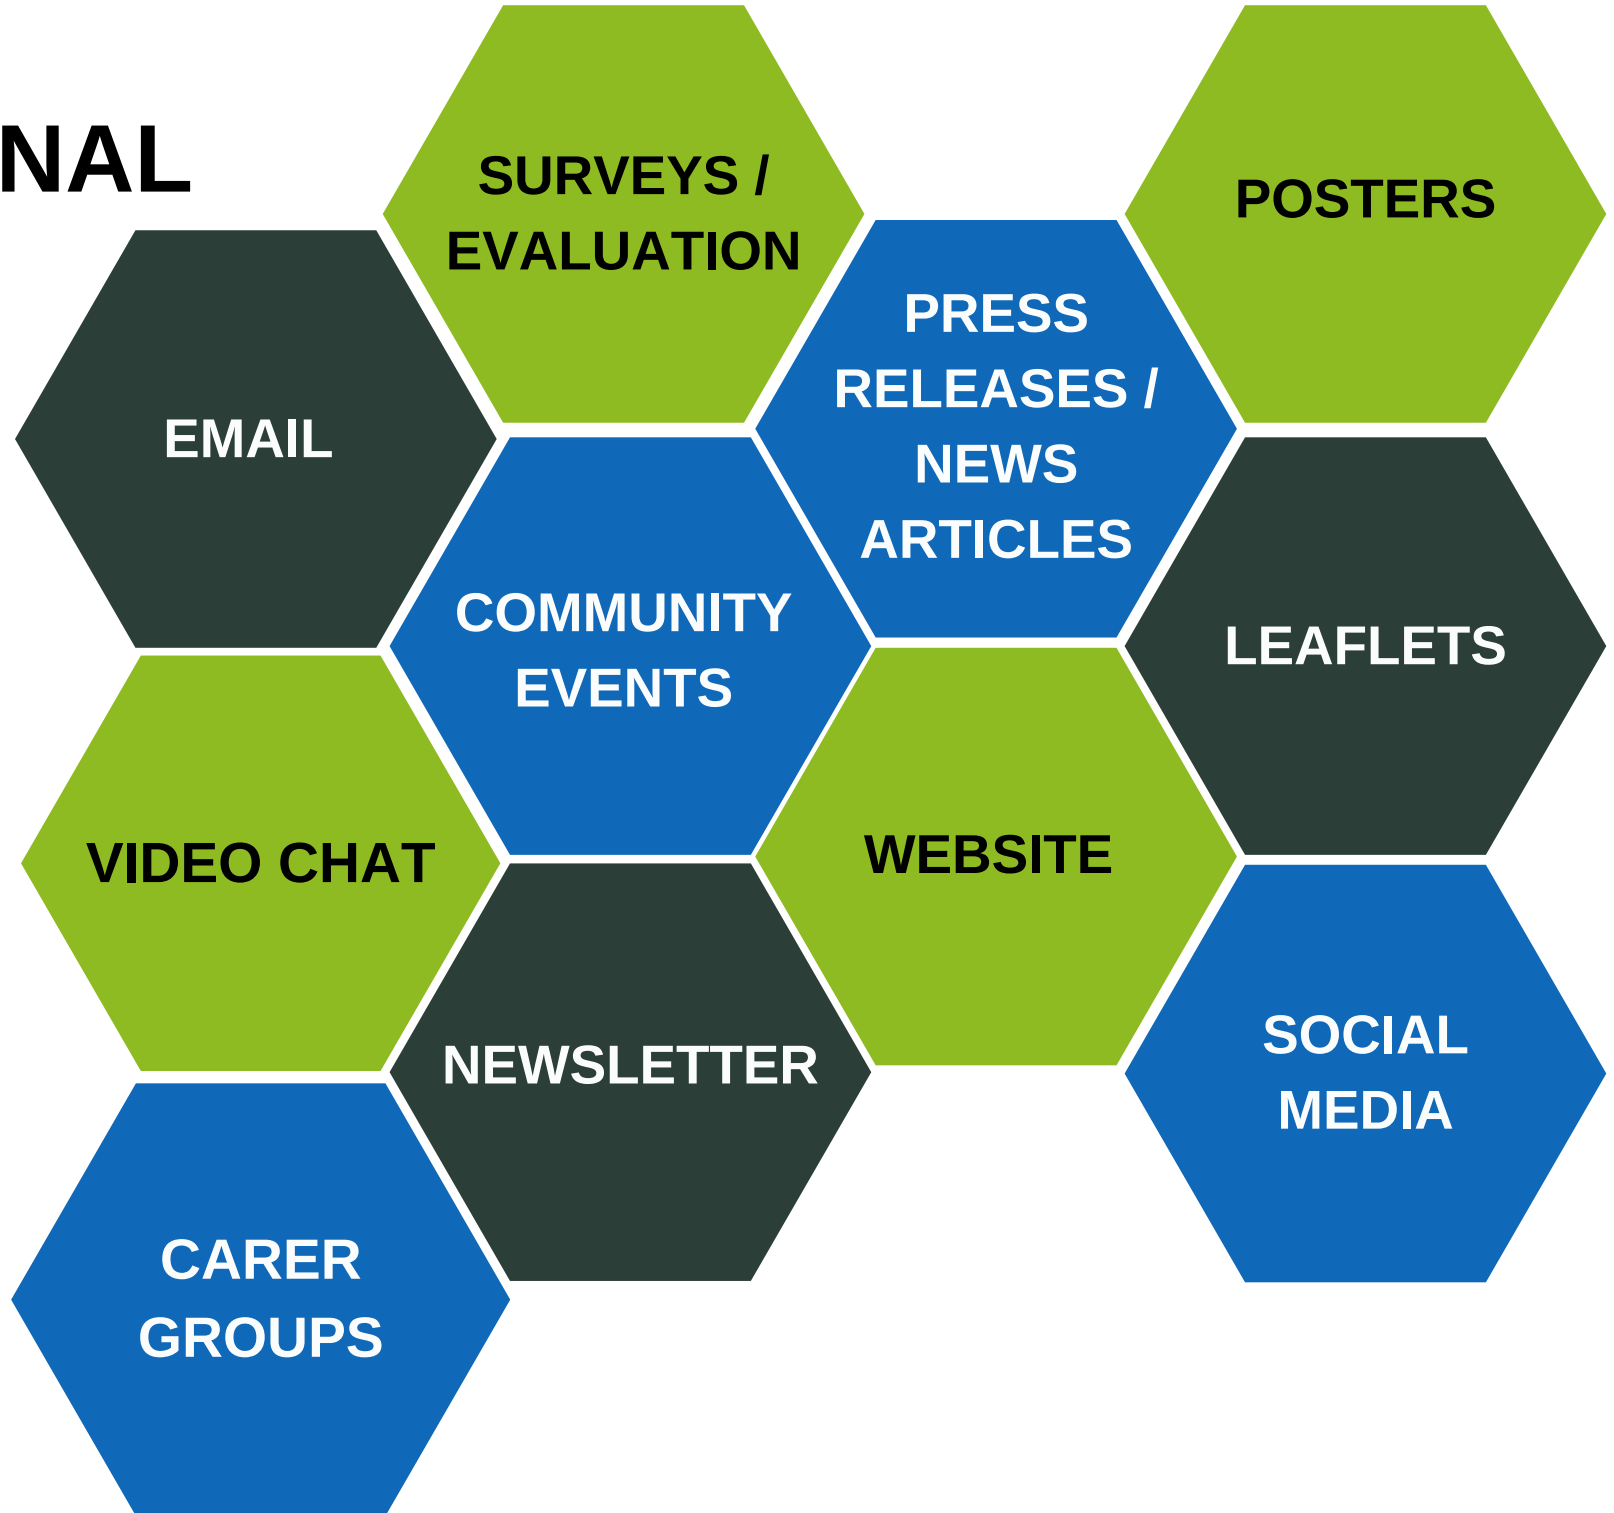 NAL
SURVEYS /
EVALUATION
POSTERS
PRESS
RELEASES /
NEWS
ARTICLES
EMAIL
COMMUNITY
EVENTS
LEAFLETS
VIDEO CHAT
WEBSITE
NEWSLETTER
SOCIAL
MEDIA
CARER
GROUPS